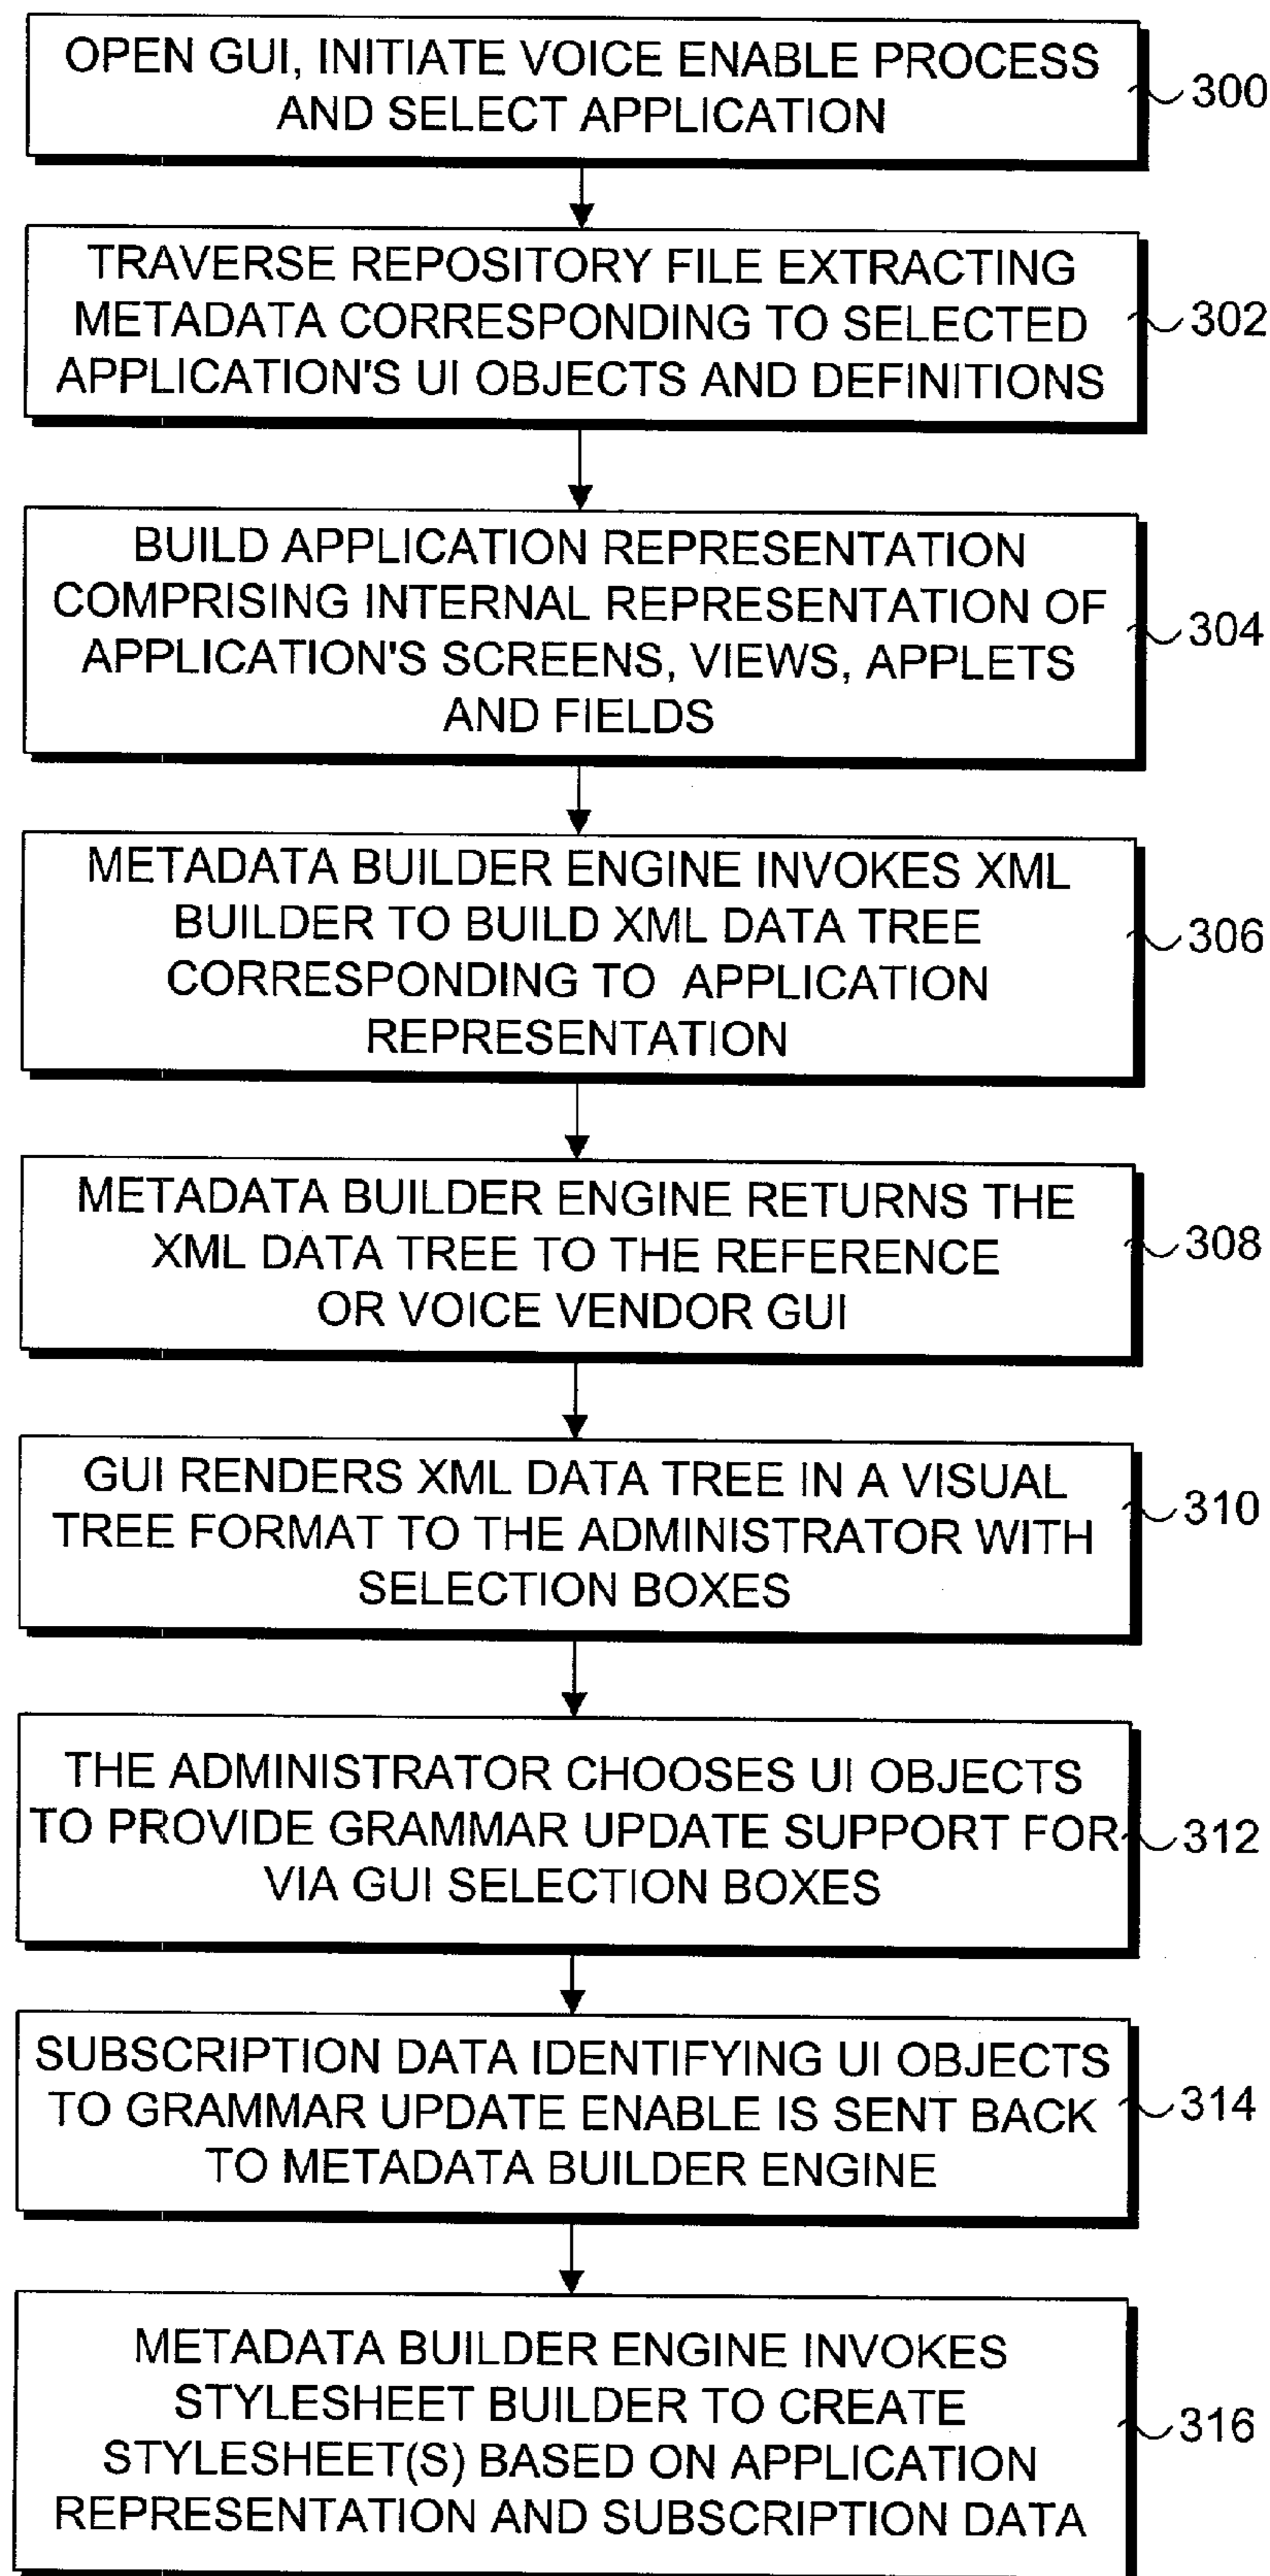 OPEN GUI, INITIATE VOICE ENABLE PROCESS
AND SELECT APPLICATION
300
TRAVERSE REPOSITORY FILE EXTRACTING
METADATA CORRESPONDING TO SELECTED
APPLICATION'S UI OBJECTS AND DEFINITIONS
302
BUILD APPLICATION REPRESENTATION
COMPRISING INTERNAL REPRESENTATION OF
APPLICATION'S SCREENS, VIEWS, APPLETS
AND FIELDS
304
METADATA BUILDER ENGINE INVOKES XML
BUILDER TO BUILD XML DATA TREE
CORRESPONDING TO APPLICATION
REPRESENTATION
306
METADATA BUILDER ENGINE RETURNS THE
XML DATA TREE TO THE REFERENCE
OR VOICE VENDOR GUI
308
GUI RENDERS XML DATA TREE IN A VISUAL
TREE FORMAT TO THE ADMINISTRATOR WITH
SELECTION BOXES
310
THE ADMINISTRATOR CHOOSES UI OBJECTS
TO PROVIDE GRAMMAR UPDATE SUPPORT FOR
VIA GUI SELECTION BOXES
312
SUBSCRIPTION DATA IDENTIFYING UI OBJECTS
TO GRAMMAR UPDATE ENABLE IS SENT BACK
TO METADATA BUILDER ENGINE
314
METADATA BUILDER ENGINE INVOKES
STYLESHEET BUILDER TO CREATE
STYLESHEET(S) BASED ON APPLICATION
REPRESENTATION AND SUBSCRIPTION DATA
316